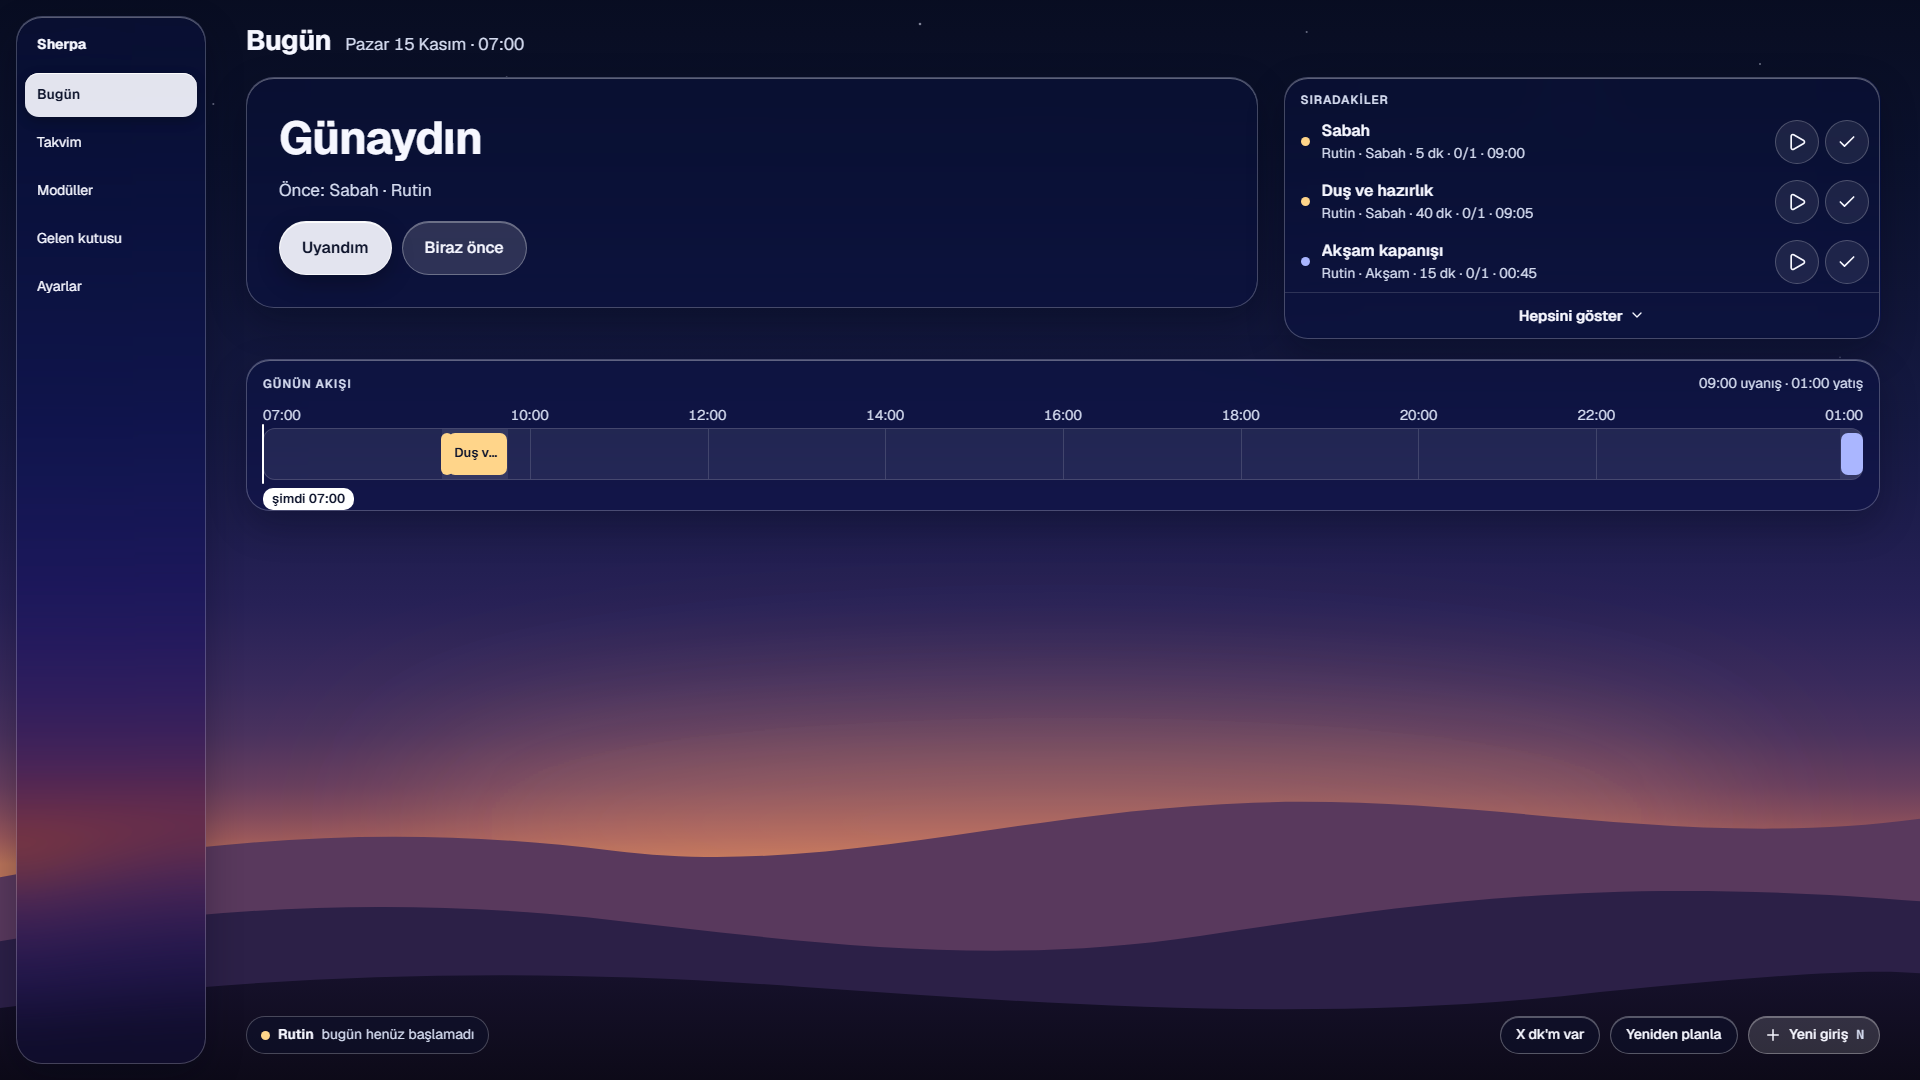 Sherpa
Bugün
Takvim
Modüller
Gelen kutusu
Ayarlar
Bugün Pazar 15 Kasım · 07:00
Günaydın
Önce: Sabah · Rutin
Uyandım
Biraz önce
SIRADAKİLER
Sabah
Rutin · Sabah · 5 dk · 0/1 · 09:00
Duş ve hazırlık
Rutin · Sabah · 40 dk · 0/1 · 09:05
Akşam kapanışı
Rutin · Akşam · 15 dk · 0/1 · 00:45
Hepsini göster
GÜNÜN AKIŞI
09:00 uyanış · 01:00 yatış
07:00 10:00 12:00 14:00 16:00 18:00 20:00 22:00 01:00
Duş v...
şimdi 07:00
Rutin bugün henüz başlamadı
X dk'm var
Yeniden planla
Yeni giriş N